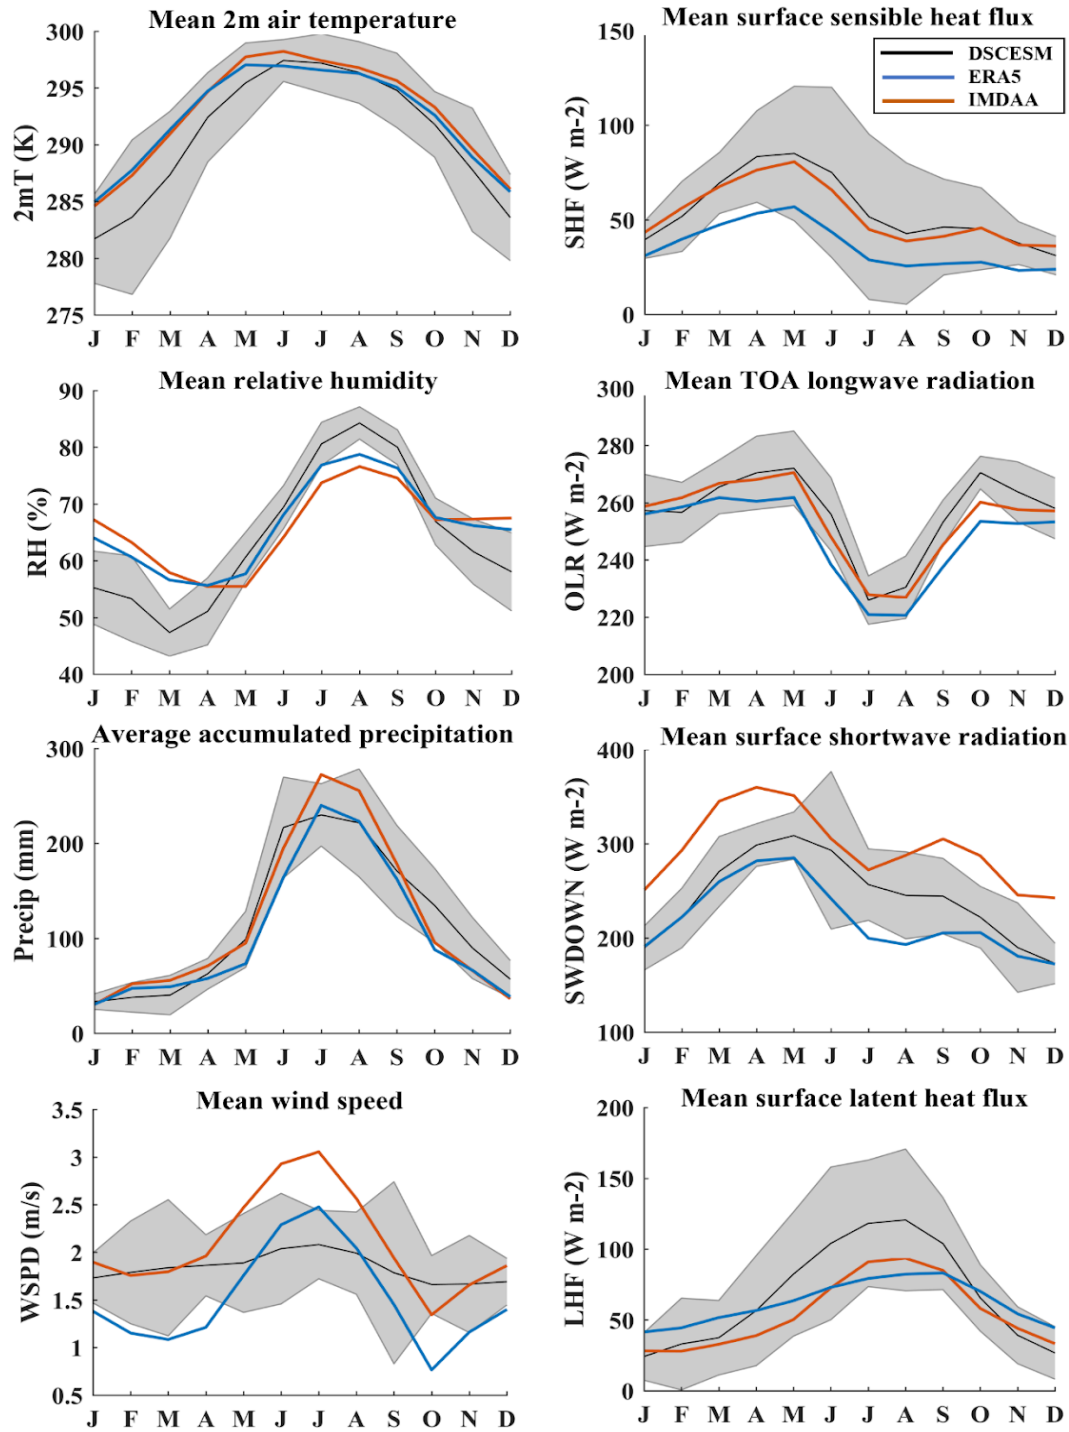 Mean 2m air temperature
2mT (K)
300
295
290
285
280
275
J F M A M J J A S O N D
Mean surface sensible heat flux
SHF (W m-2)
150
100
50
0
J F M A M J J A S O N D
DSCESM
ERA5
IMDAA
Mean relative humidity
RH (%)
90
80
70
60
50
40
J F M A M J J A S O N D
Mean TOA longwave radiation
OLR (W m-2)
300
280
260
240
220
200
J F M A M J J A S O N D
Average accumulated precipitation
Precip (mm)
300
200
100
0
J F M A M J J A S O N D
Mean surface shortwave radiation
SWDOWN (W m-2)
400
300
200
100
J F M A M J J A S O N D
Mean wind speed
WSPD (m/s)
3.5
3
2.5
2
1.5
1
0.5
J F M A M J J A S O N D
Mean surface latent heat flux
LHF (W m-2)
200
150
100
50
0
J F M A M J J A S O N D